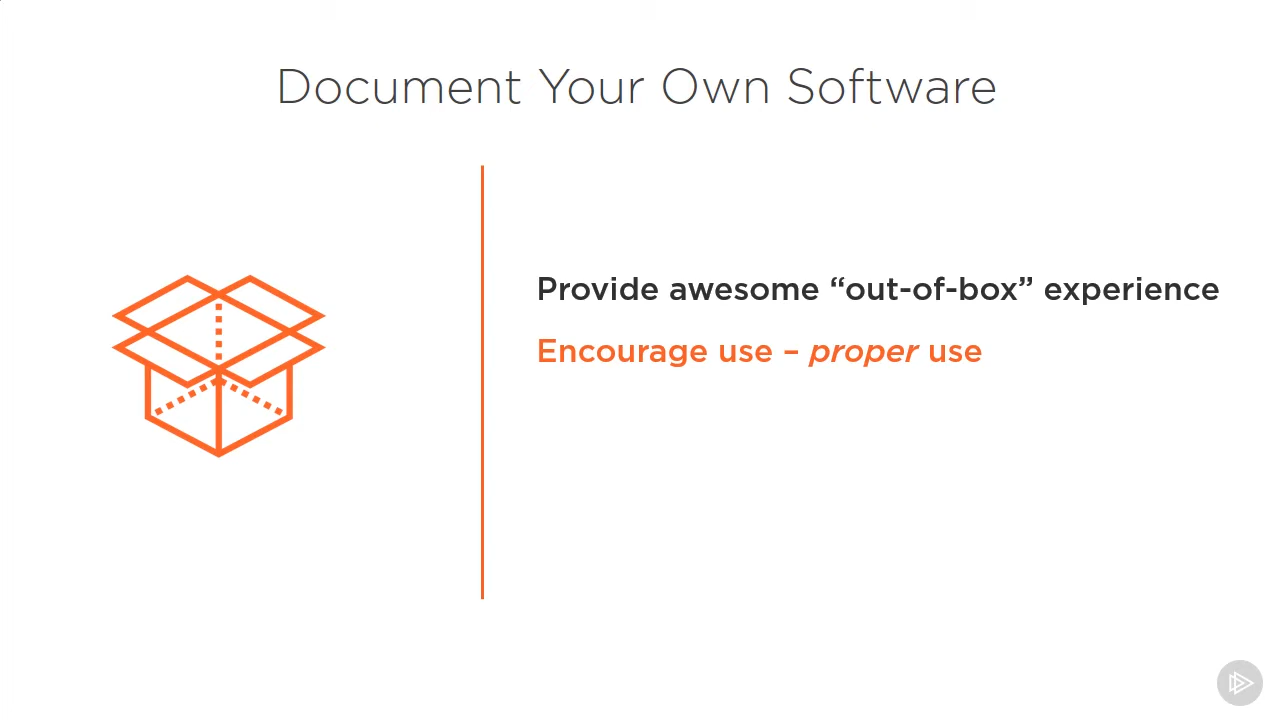 Document Your Own Software
Provide awesome “out-of-box” experience
Encourage use – proper use